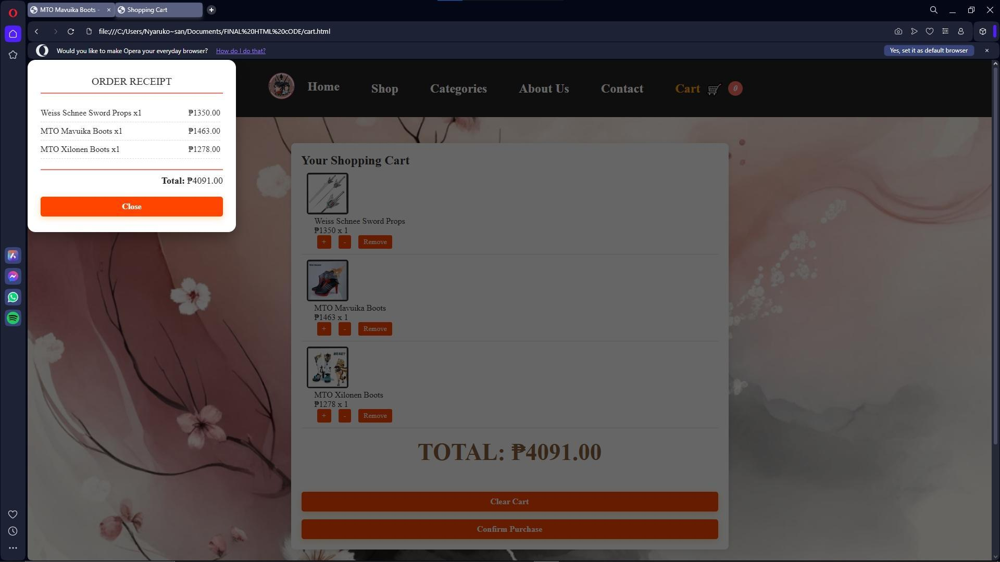 MTO Mavuika Boots -
Shopping Cart
file:///C:/Users/Nyaruko~san/Documents/FINAL%20HTML%20cODE/cart.html
Would you like to make Opera your everyday browser? How do I do that?
Yes, set it as default browser
ORDER RECEIPT
Weiss Schnee Sword Props x1 ₱1350.00
MTO Mavuika Boots x1 ₱1463.00
MTO Xilonen Boots x1 ₱1278.00
Total: ₱4091.00
Close
Home
Shop
Categories
About Us
Contact
Cart
0
Your Shopping Cart
Weiss Schnee Sword Props
₱1350 x 1
+ - Remove
MTO Mavuika Boots
₱1463 x 1
+ - Remove
MTO Xilonen Boots
₱1278 x 1
+ - Remove
TOTAL: ₱4091.00
Clear Cart
Confirm Purchase